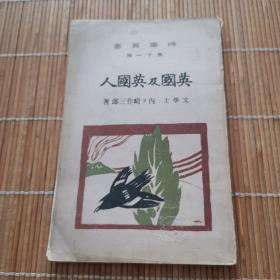 時事叢書
第十一編
英國及英國人
文學士 内ヶ崎作三郎著